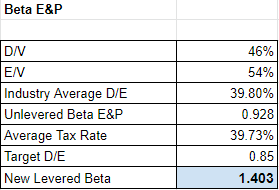 Beta E&P
D/V 46%
E/V 54%
Industry Average D/E 39.80%
Unlevered Beta E&P 0.928
Average Tax Rate 39.73%
Target D/E 0.85
New Levered Beta 1.403